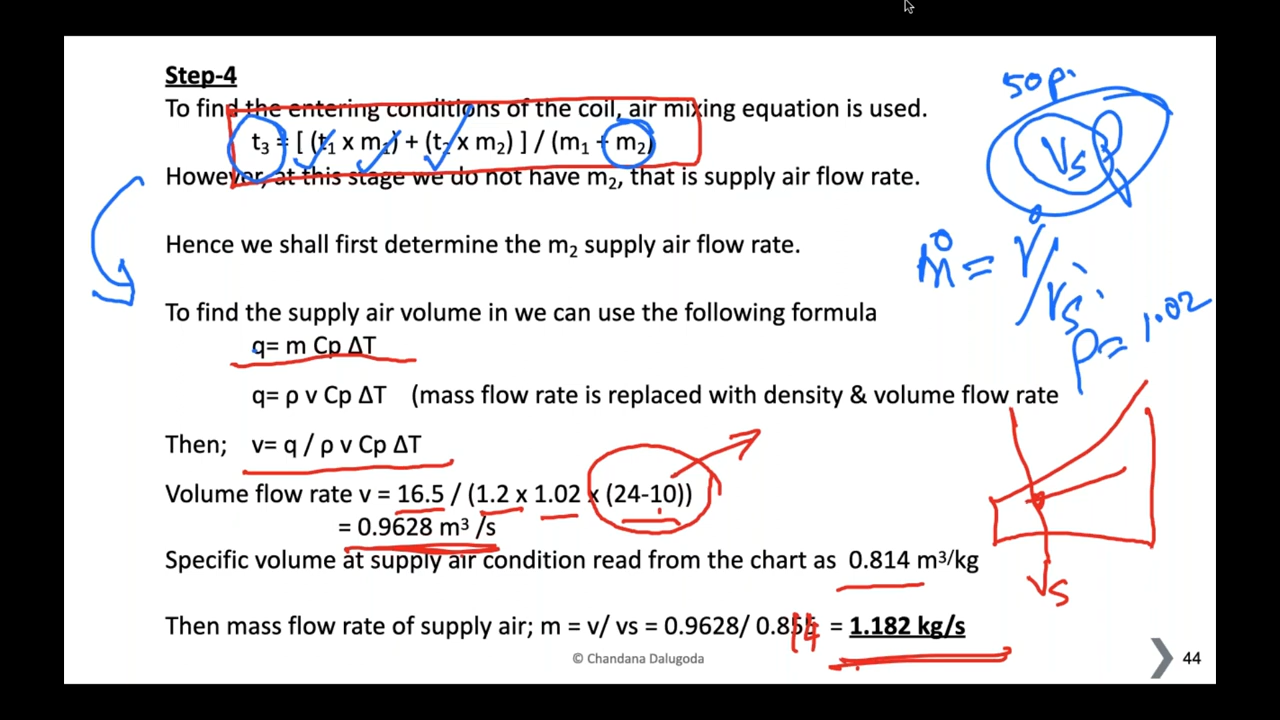 Step-4
To find the entering conditions of the coil, air mixing equation is used.
t₃ = [ (t₁ x m₁) + (t₂ x m₂) ] / (m₁ + m₂)
However, at this stage we do not have m₂, that is supply air flow rate.
Hence we shall first determine the m₂ supply air flow rate.
To find the supply air volume in we can use the following formula
q= m Cp ΔT
q= ρ v Cp ΔT (mass flow rate is replaced with density & volume flow rate
Then; v= q / ρ v Cp ΔT
Volume flow rate v = 16.5 / (1.2 x 1.02 x (24-10))
= 0.9628 m³ /s
Specific volume at supply air condition read from the chart as 0.814 m³/kg
Then mass flow rate of supply air; m = v/ vs = 0.9628/ 0.814 = 1.182 kg/s
© Chandana Dalugoda
44
Vs
ṁ = V̇/Vs
ρ = 1.02
S